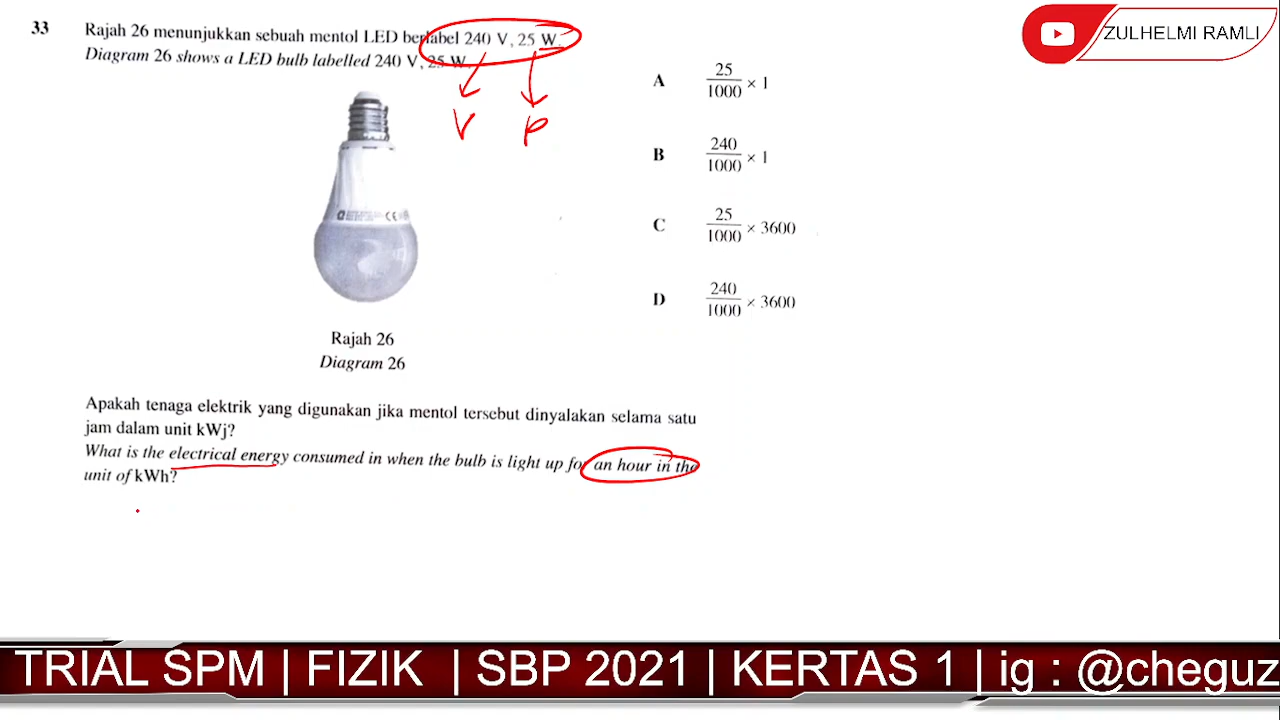 33
Rajah 26 menunjukkan sebuah mentol LED berlabel 240 V, 25 W.
Diagram 26 shows a LED bulb labelled 240 V, 25 W.
V P
Rajah 26
Diagram 26
Apakah tenaga elektrik yang digunakan jika mentol tersebut dinyalakan selama satu
jam dalam unit kWj?
What is the electrical energy consumed in when the bulb is light up for an hour in the
unit of kWh?
A 25/1000 × 1
B 240/1000 × 1
C 25/1000 × 3600
D 240/1000 × 3600
ZULHELMI RAMLI
TRIAL SPM | FIZIK | SBP 2021 | KERTAS 1 | ig : @cheguz